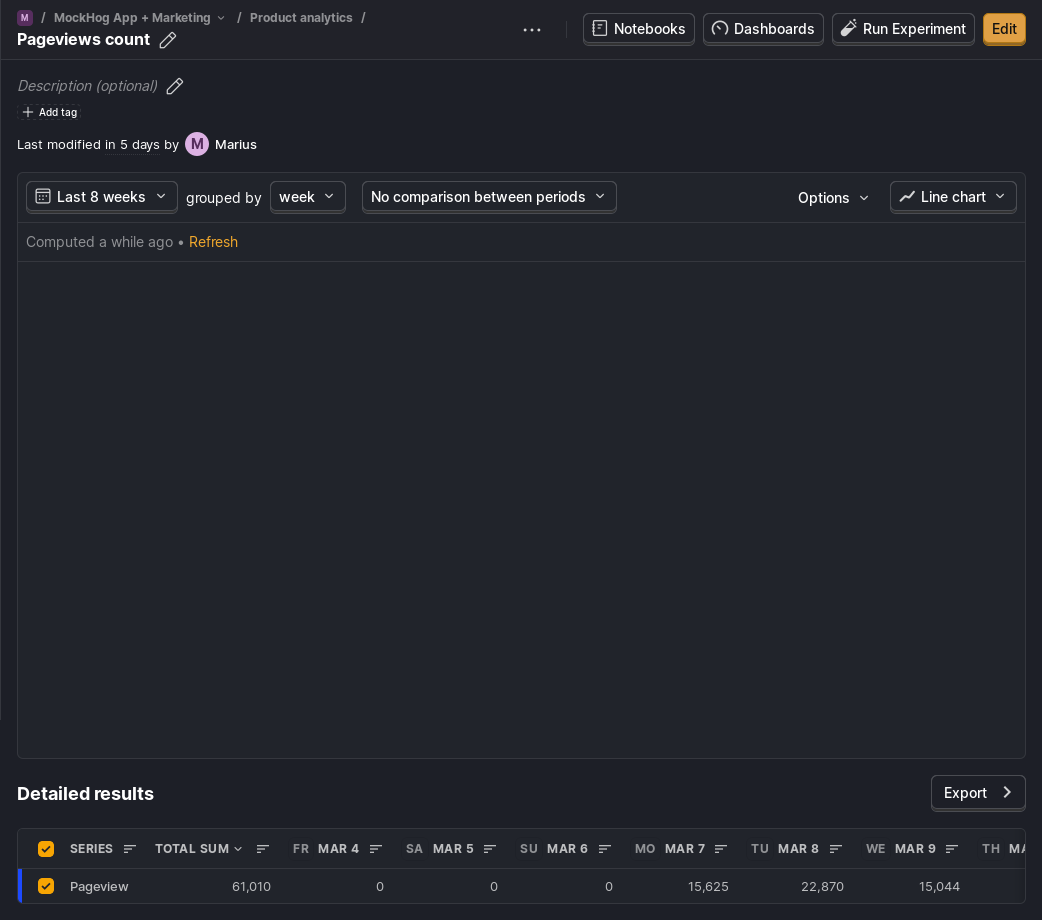 M / MockHog App + Marketing / Product analytics /
Pageviews count
Notebooks Dashboards Run Experiment Edit
Description (optional)
Add tag
Last modified in 5 days by M Marius
Last 8 weeks grouped by week No comparison between periods Options Line chart
Computed a while ago • Refresh
Detailed results
Export
SERIES TOTAL SUM FR MAR 4 SA MAR 5 SU MAR 6 MO MAR 7 TU MAR 8 WE MAR 9 TH
Pageview 61,010 0 0 0 15,625 22,870 15,044